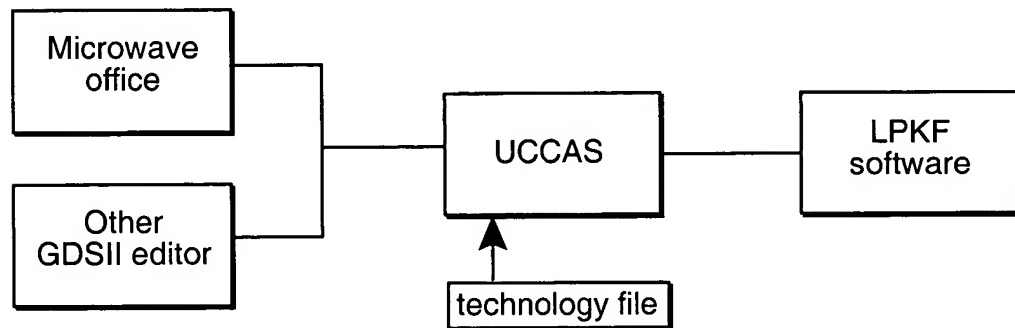 Microwave
office
Other
GDSII editor
UCCAS
technology file
LPKF
software